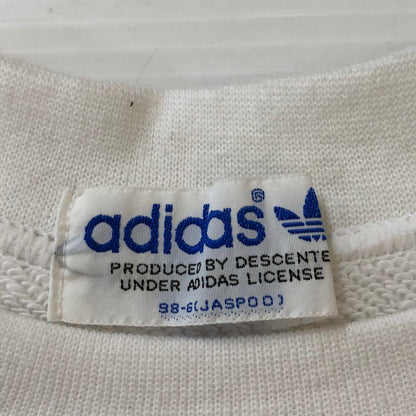 adidas®
PRODUCED BY DESCENTE
UNDER ADIDAS LICENSE
98-6(JASPOO)